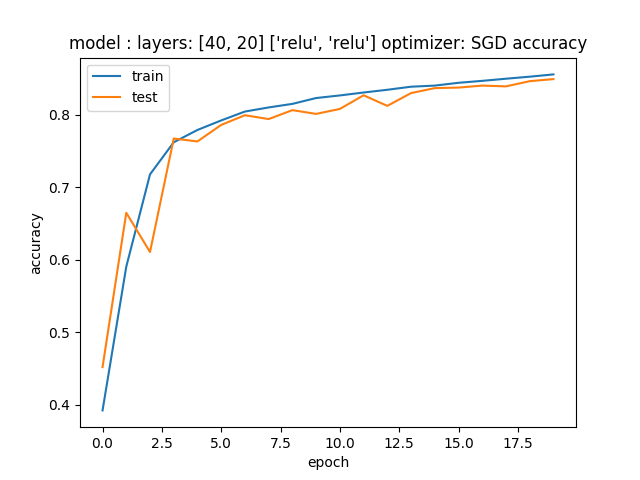 model : layers: [40, 20] ['relu', 'relu'] optimizer: SGD accuracy
train
test
accuracy
0.8
0.7
0.6
0.5
0.4
0.0 2.5 5.0 7.5 10.0 12.5 15.0 17.5
epoch